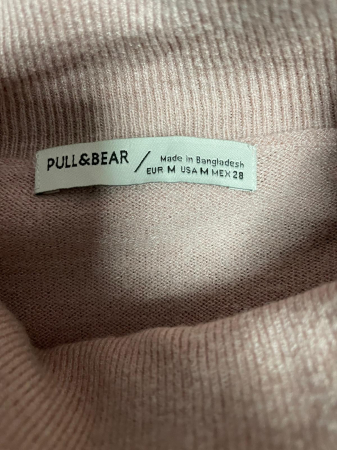 PULL&BEAR / Made in Bangladesh
EUR M USA M MEX 28